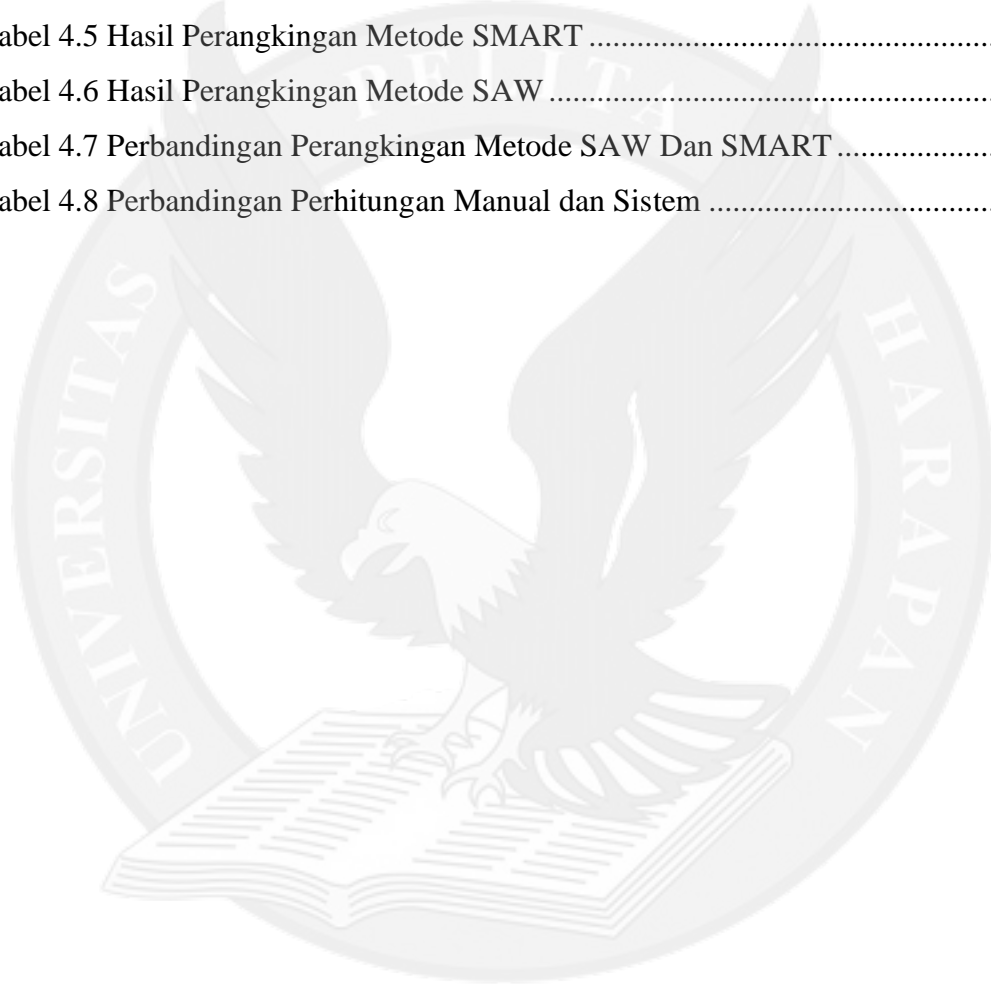 abel 4.5 Hasil Perangkingan Metode SMART ..................................................
abel 4.6 Hasil Perangkingan Metode SAW .......................................................
abel 4.7 Perbandingan Perangkingan Metode SAW Dan SMART ...................
abel 4.8 Perbandingan Perhitungan Manual dan Sistem ...................................
UNIVERSITAS PELITA HARAPAN